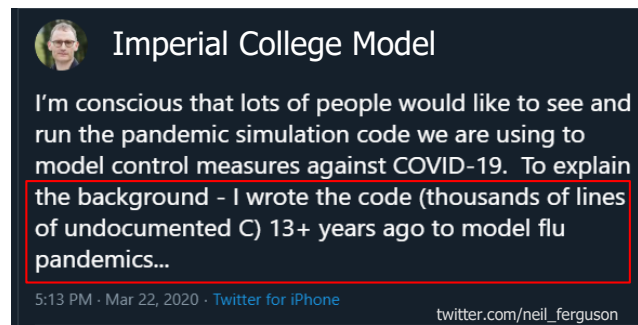 Imperial College Model
I'm conscious that lots of people would like to see and
run the pandemic simulation code we are using to
model control measures against COVID-19.  To explain
the background - I wrote the code (thousands of lines
of undocumented C) 13+ years ago to model flu
pandemics...
5:13 PM · Mar 22, 2020 · Twitter for iPhone
twitter.com/neil_ferguson